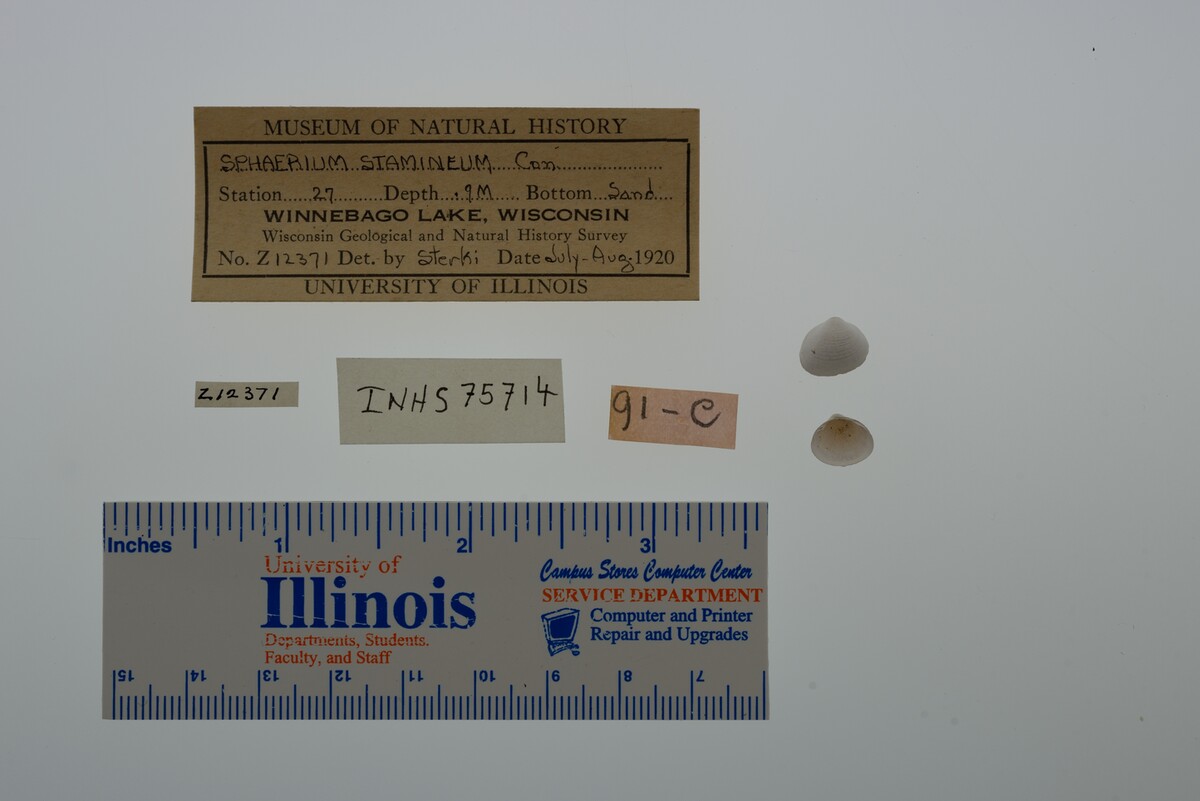 MUSEUM OF NATURAL HISTORY
SPHAERIUM STAMINEUM Con
Station 27 Depth .9M Bottom Sand
WINNEBAGO LAKE, WISCONSIN
Wisconsin Geological and Natural History Survey
No. Z 12371 Det. by Sterki Date July-Aug. 1920
UNIVERSITY OF ILLINOIS
Z12371
INHS 75714
91-C
Inches 1 2 3
University of
Illinois
Departments, Students.
Faculty, and Staff
Campus Stores Computer Center
SERVICE DEPARTMENT
Computer and Printer
Repair and Upgrades
15 14 13 12 11 10 9 8 7